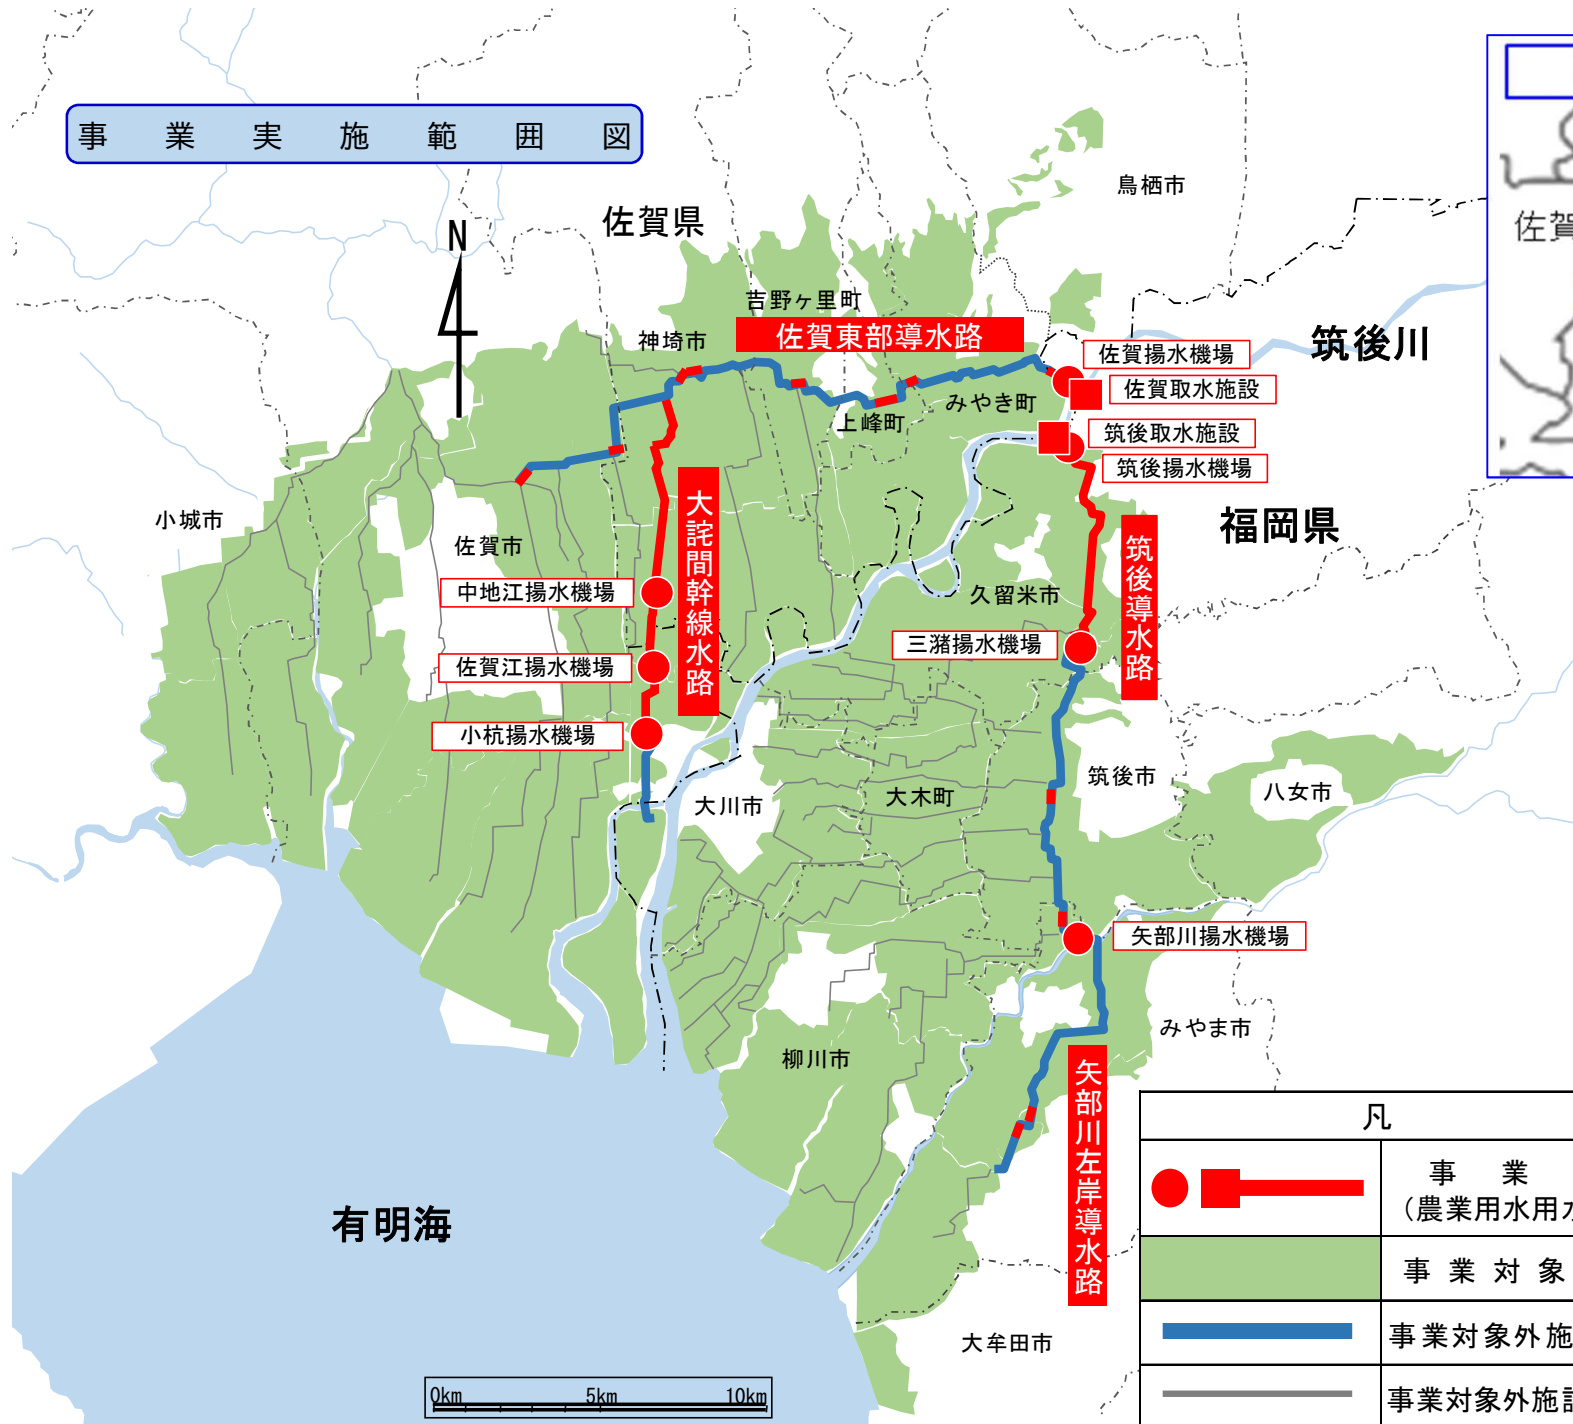 事業実施範囲図
N
佐賀県
鳥栖市
佐賀
吉野ヶ里町
神埼市
佐賀東部導水路
筑後川
佐賀揚水機場
佐賀取水施設
みやき町
上峰町
筑後取水施設
筑後揚水機場
小城市
佐賀市
大詫間幹線水路
福岡県
筑後導水路
中地江揚水機場
久留米市
三潴揚水機場
佐賀江揚水機場
小杭揚水機場
大川市
大木町
筑後市
八女市
矢部川揚水機場
みやま市
柳川市
矢部川左岸導水路
有明海
大牟田市
0km 5km 10km
凡
事業
（農業用水用水
事業対象
事業対象外施
事業対象外施設